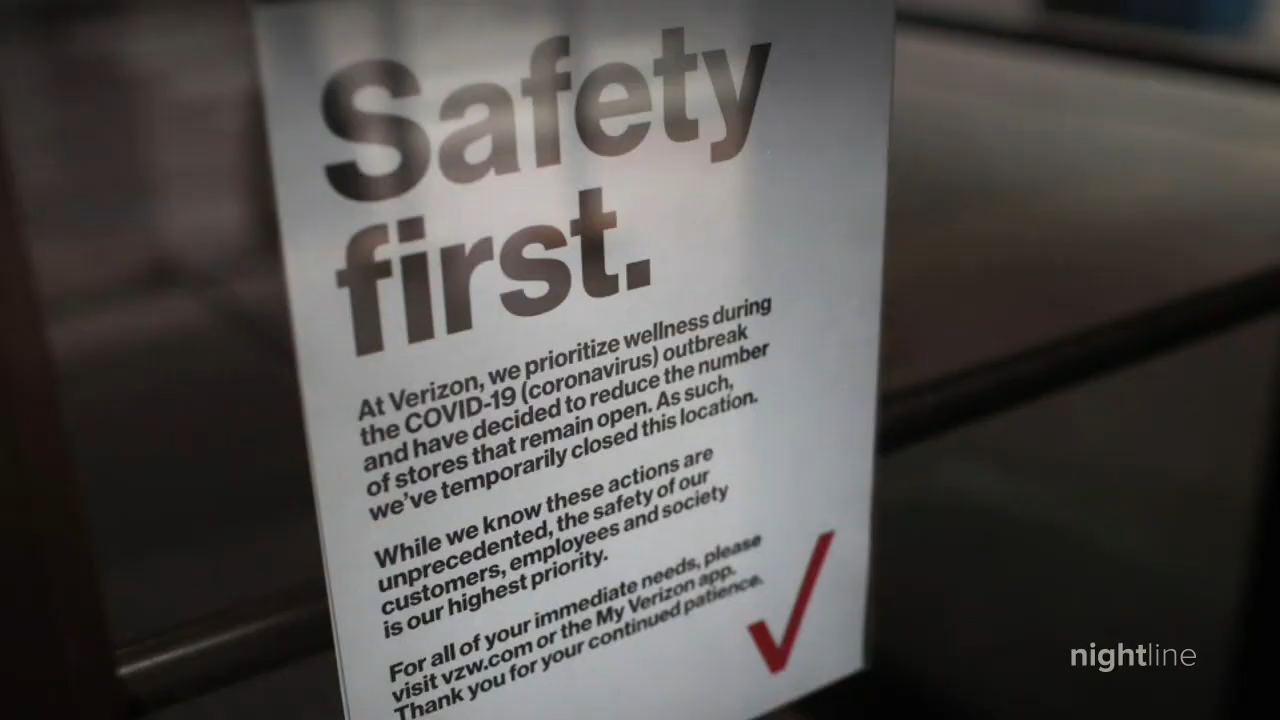 Safety
first.
At Verizon, we prioritize wellness during
the COVID-19 (coronavirus) outbreak
and have decided to reduce the number
of stores that remain open. As such,
we've temporarily closed this location.
While we know these actions are
unprecedented, the safety of our
customers, employees and society
is our highest priority.
For all of your immediate needs, please
visit vzw.com or the My Verizon app.
Thank you for your continued patience.
nightline